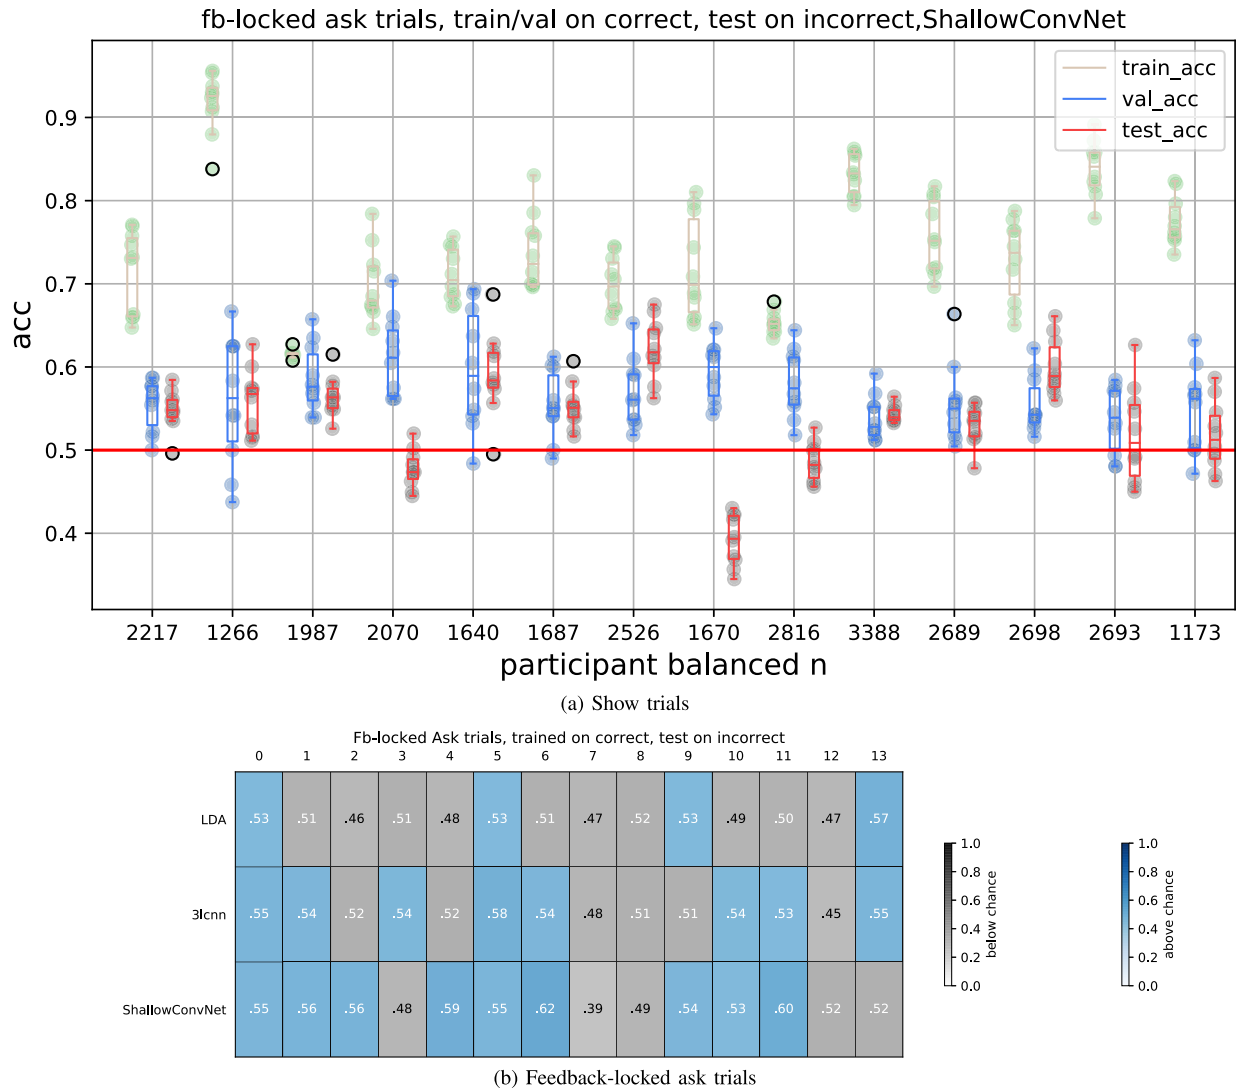 fb-locked ask trials, train/val on correct, test on incorrect,ShallowConvNet
train_acc
val_acc
test_acc
acc
0.9
0.8
0.7
0.6
0.5
0.4
2217 1266 1987 2070 1640 1687 2526 1670 2816 3388 2689 2698 2693 1173
participant balanced n
(a) Show trials
Fb-locked Ask trials, trained on correct, test on incorrect
0 1 2 3 4 5 6 7 8 9 10 11 12 13
LDA .53 .51 .46 .51 .48 .53 .51 .47 .52 .53 .49 .50 .47 .57
3lcnn .55 .54 .52 .54 .52 .58 .54 .48 .51 .51 .54 .53 .45 .55
ShallowConvNet .55 .56 .56 .48 .59 .55 .62 .39 .49 .54 .53 .60 .52 .52
1.0
0.8
0.6
0.4
0.2
0.0
below chance
1.0
0.8
0.6
0.4
0.2
0.0
above chance
(b) Feedback-locked ask trials